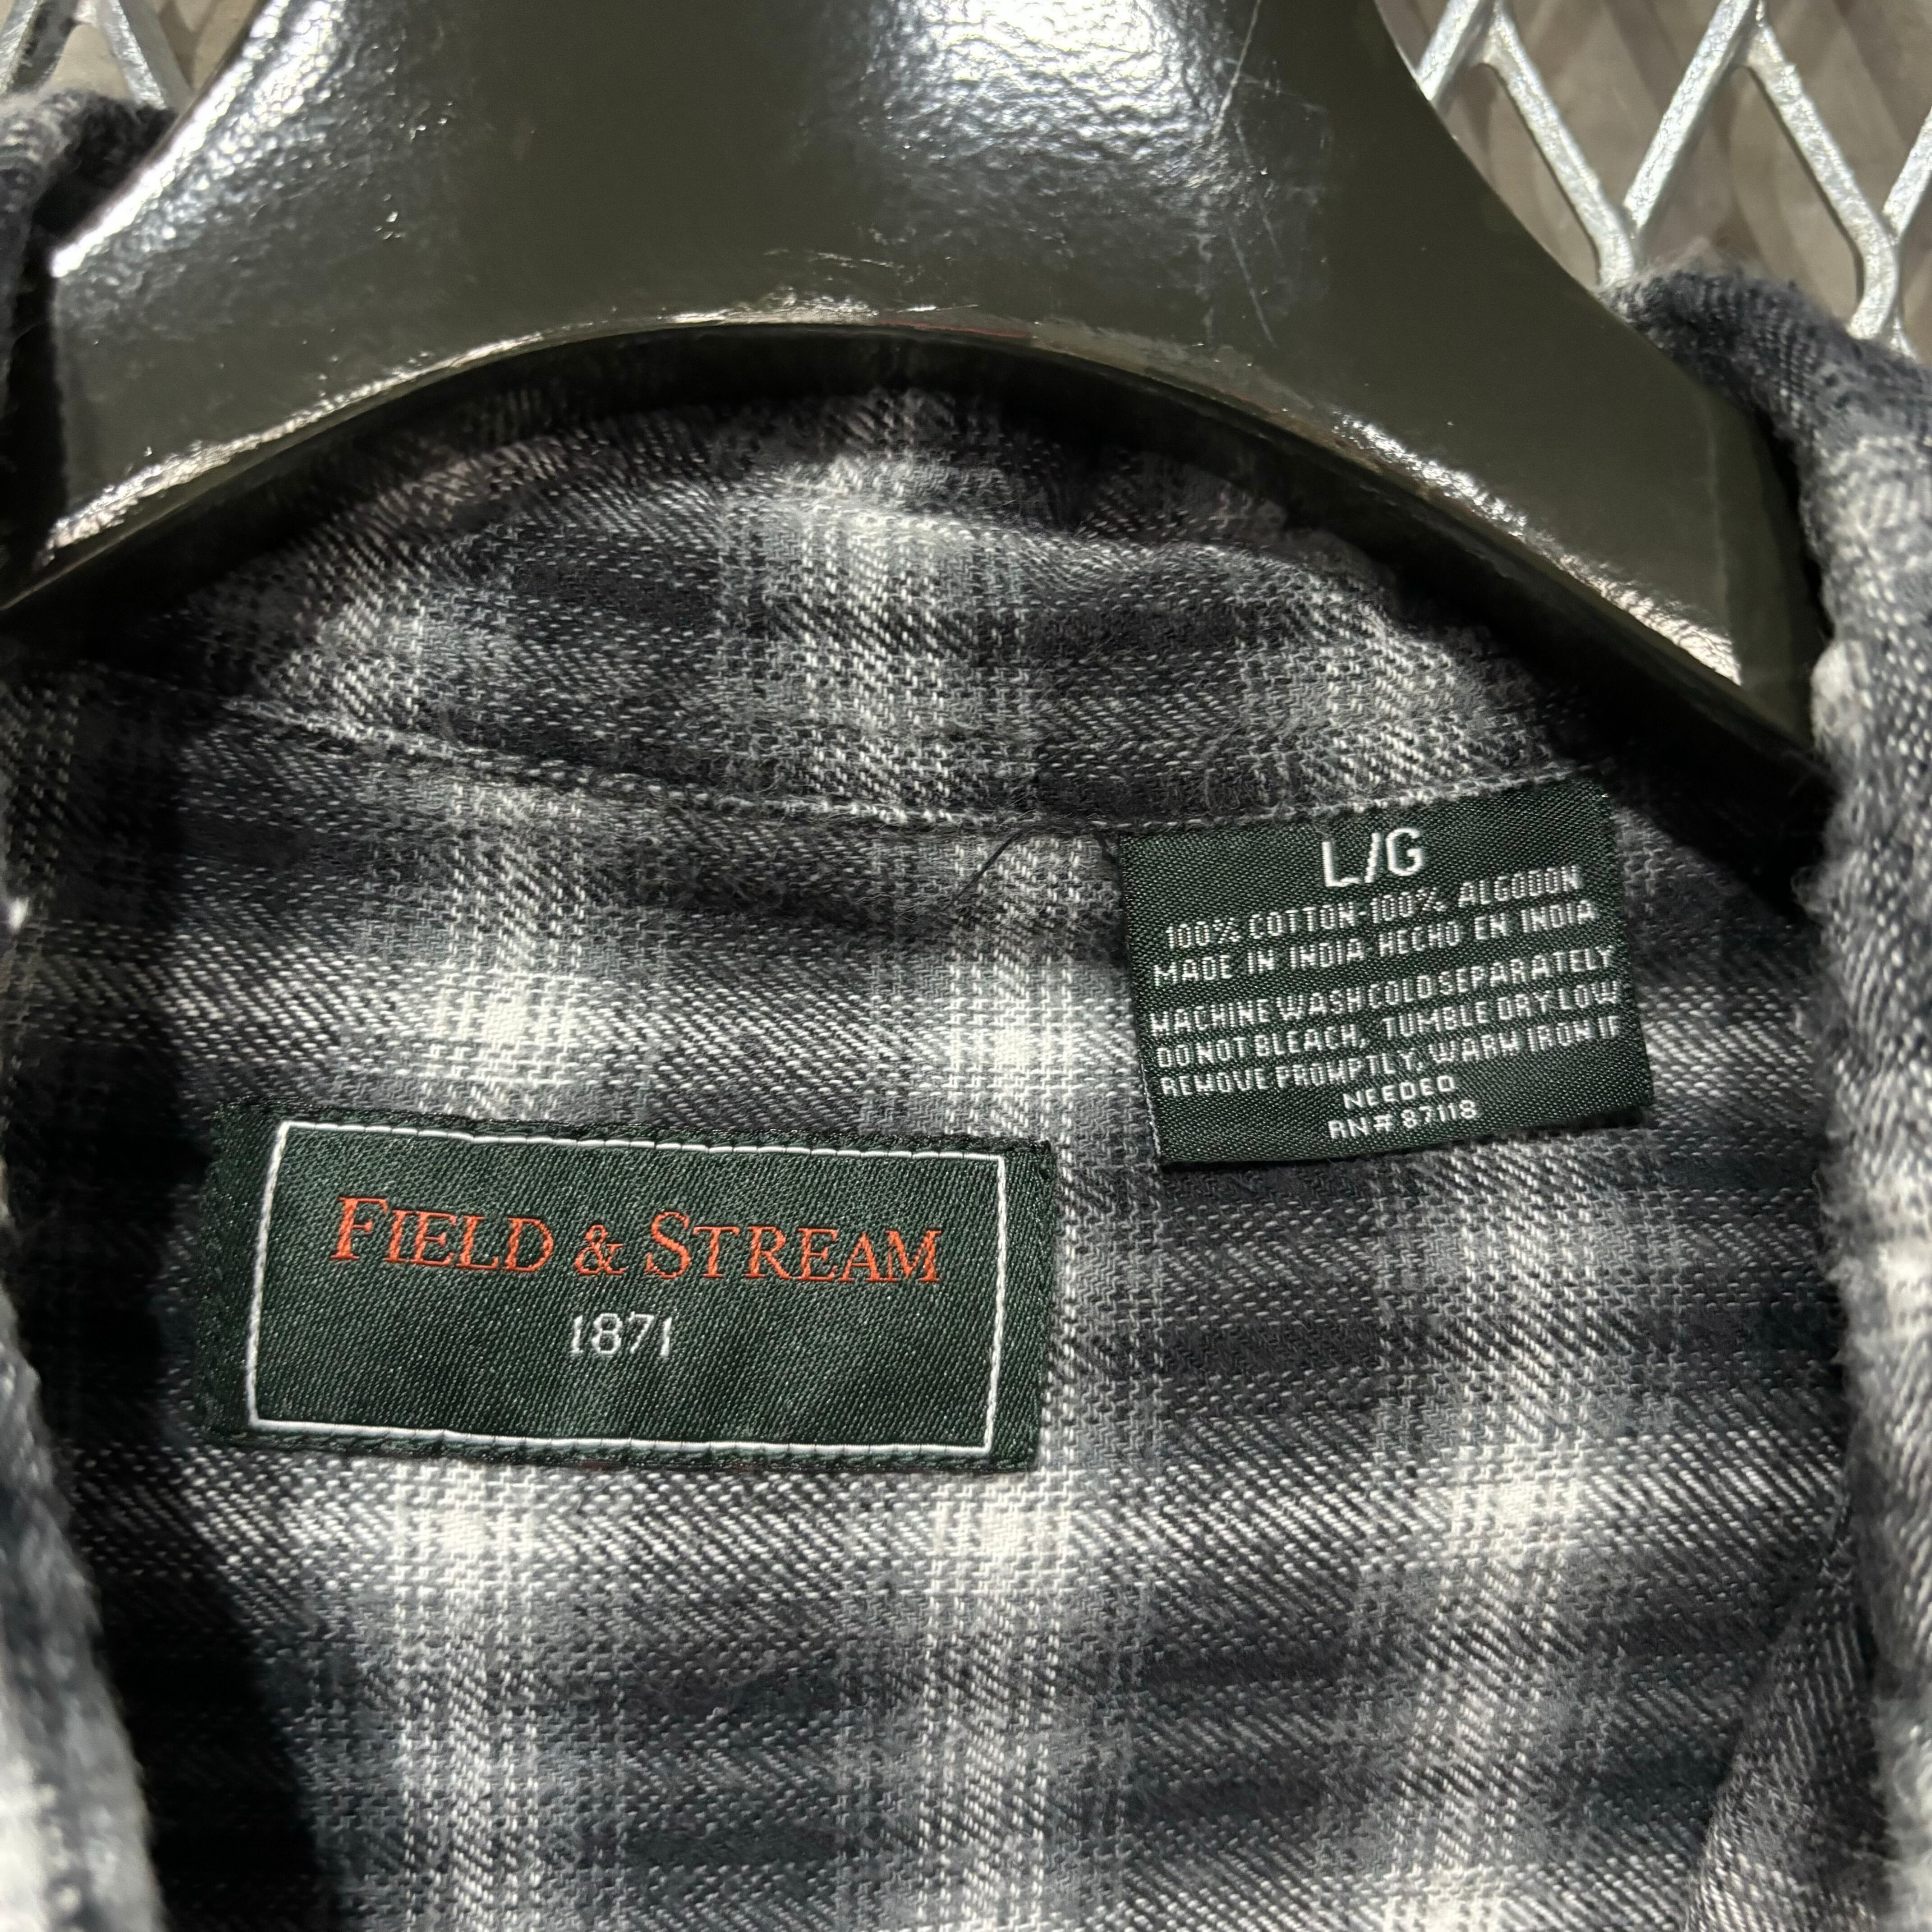 L/G
100% COTTON-100% ALGODON
MADE IN INDIA-HECHO EN INDIA
MACHINE WASH COLD SEPARATELY
DO NOT BLEACH, TUMBLE DRY LOW
REMOVE PROMPTLY, WARM IRON IF
NEEDED
RN# 87118
FIELD & STREAM
1871